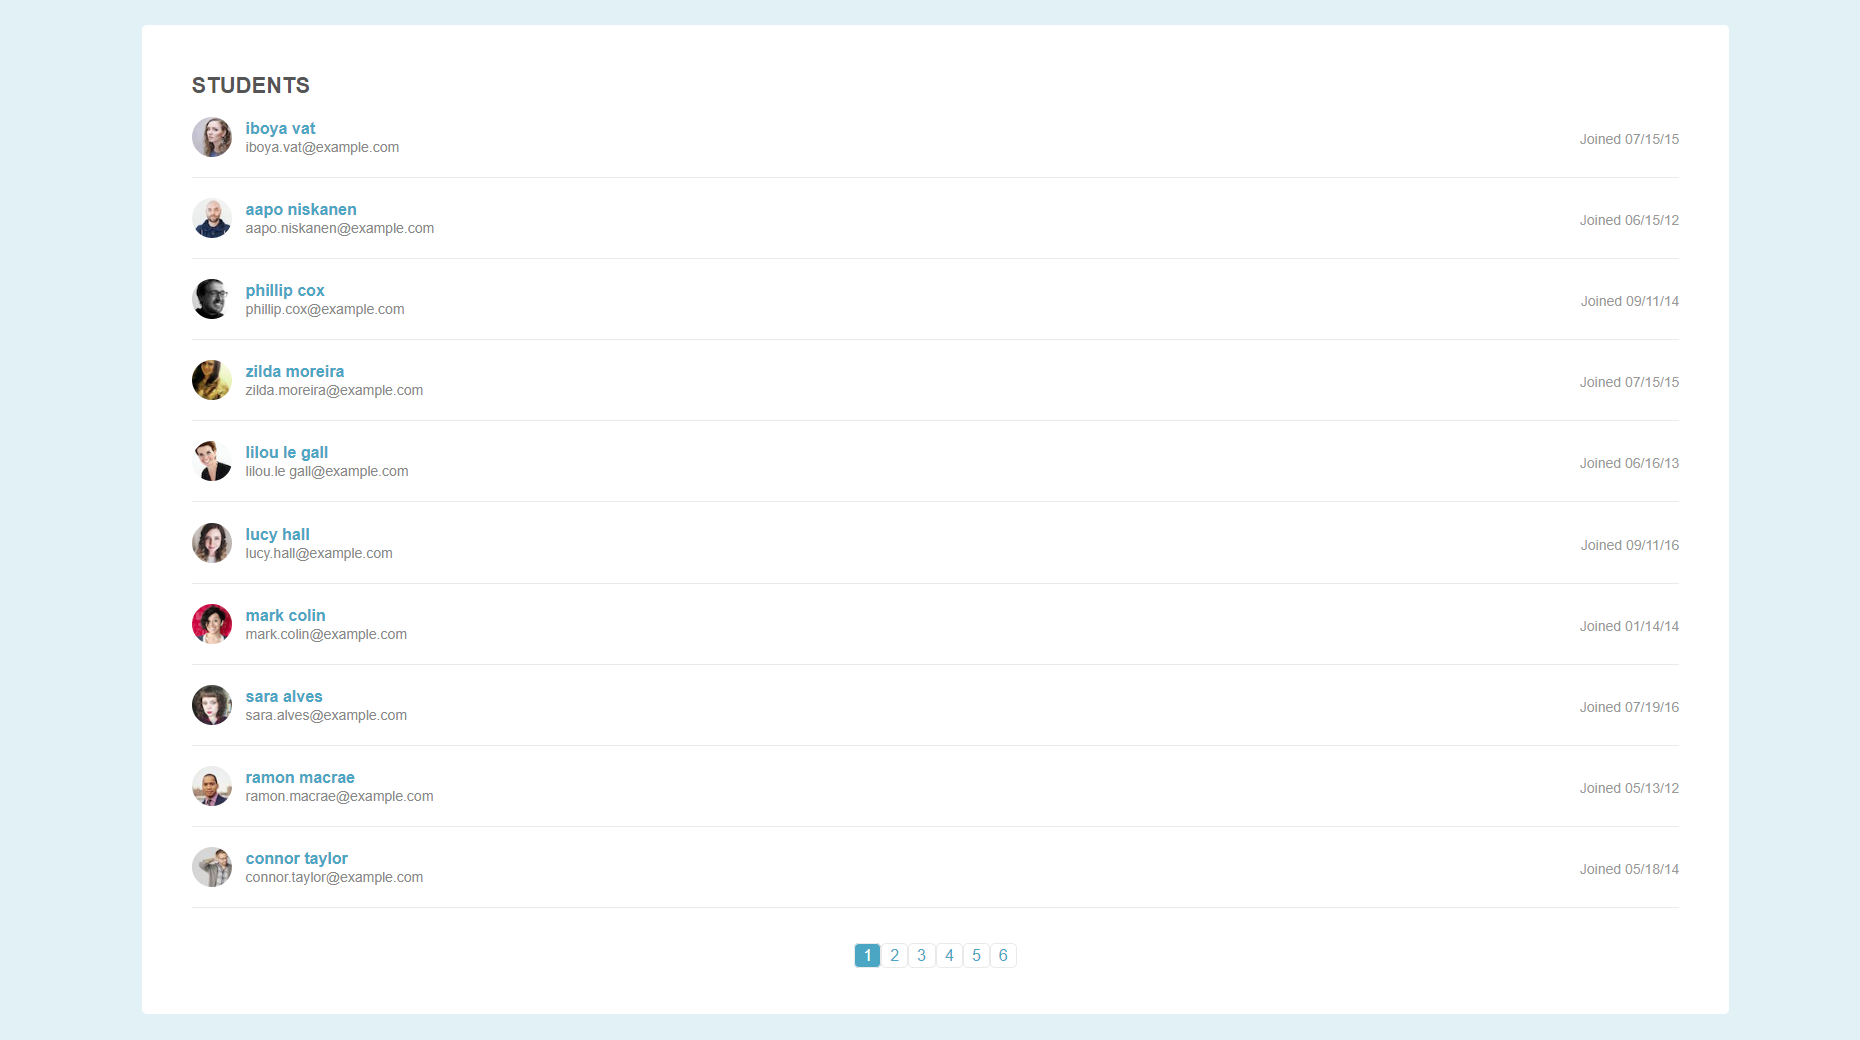 STUDENTS
iboya vat
iboya.vat@example.com
Joined 07/15/15
aapo niskanen
aapo.niskanen@example.com
Joined 06/15/12
phillip cox
phillip.cox@example.com
Joined 09/11/14
zilda moreira
zilda.moreira@example.com
Joined 07/15/15
lilou le gall
lilou.le gall@example.com
Joined 06/16/13
lucy hall
lucy.hall@example.com
Joined 09/11/16
mark colin
mark.colin@example.com
Joined 01/14/14
sara alves
sara.alves@example.com
Joined 07/19/16
ramon macrae
ramon.macrae@example.com
Joined 05/13/12
connor taylor
connor.taylor@example.com
Joined 05/18/14
1 2 3 4 5 6